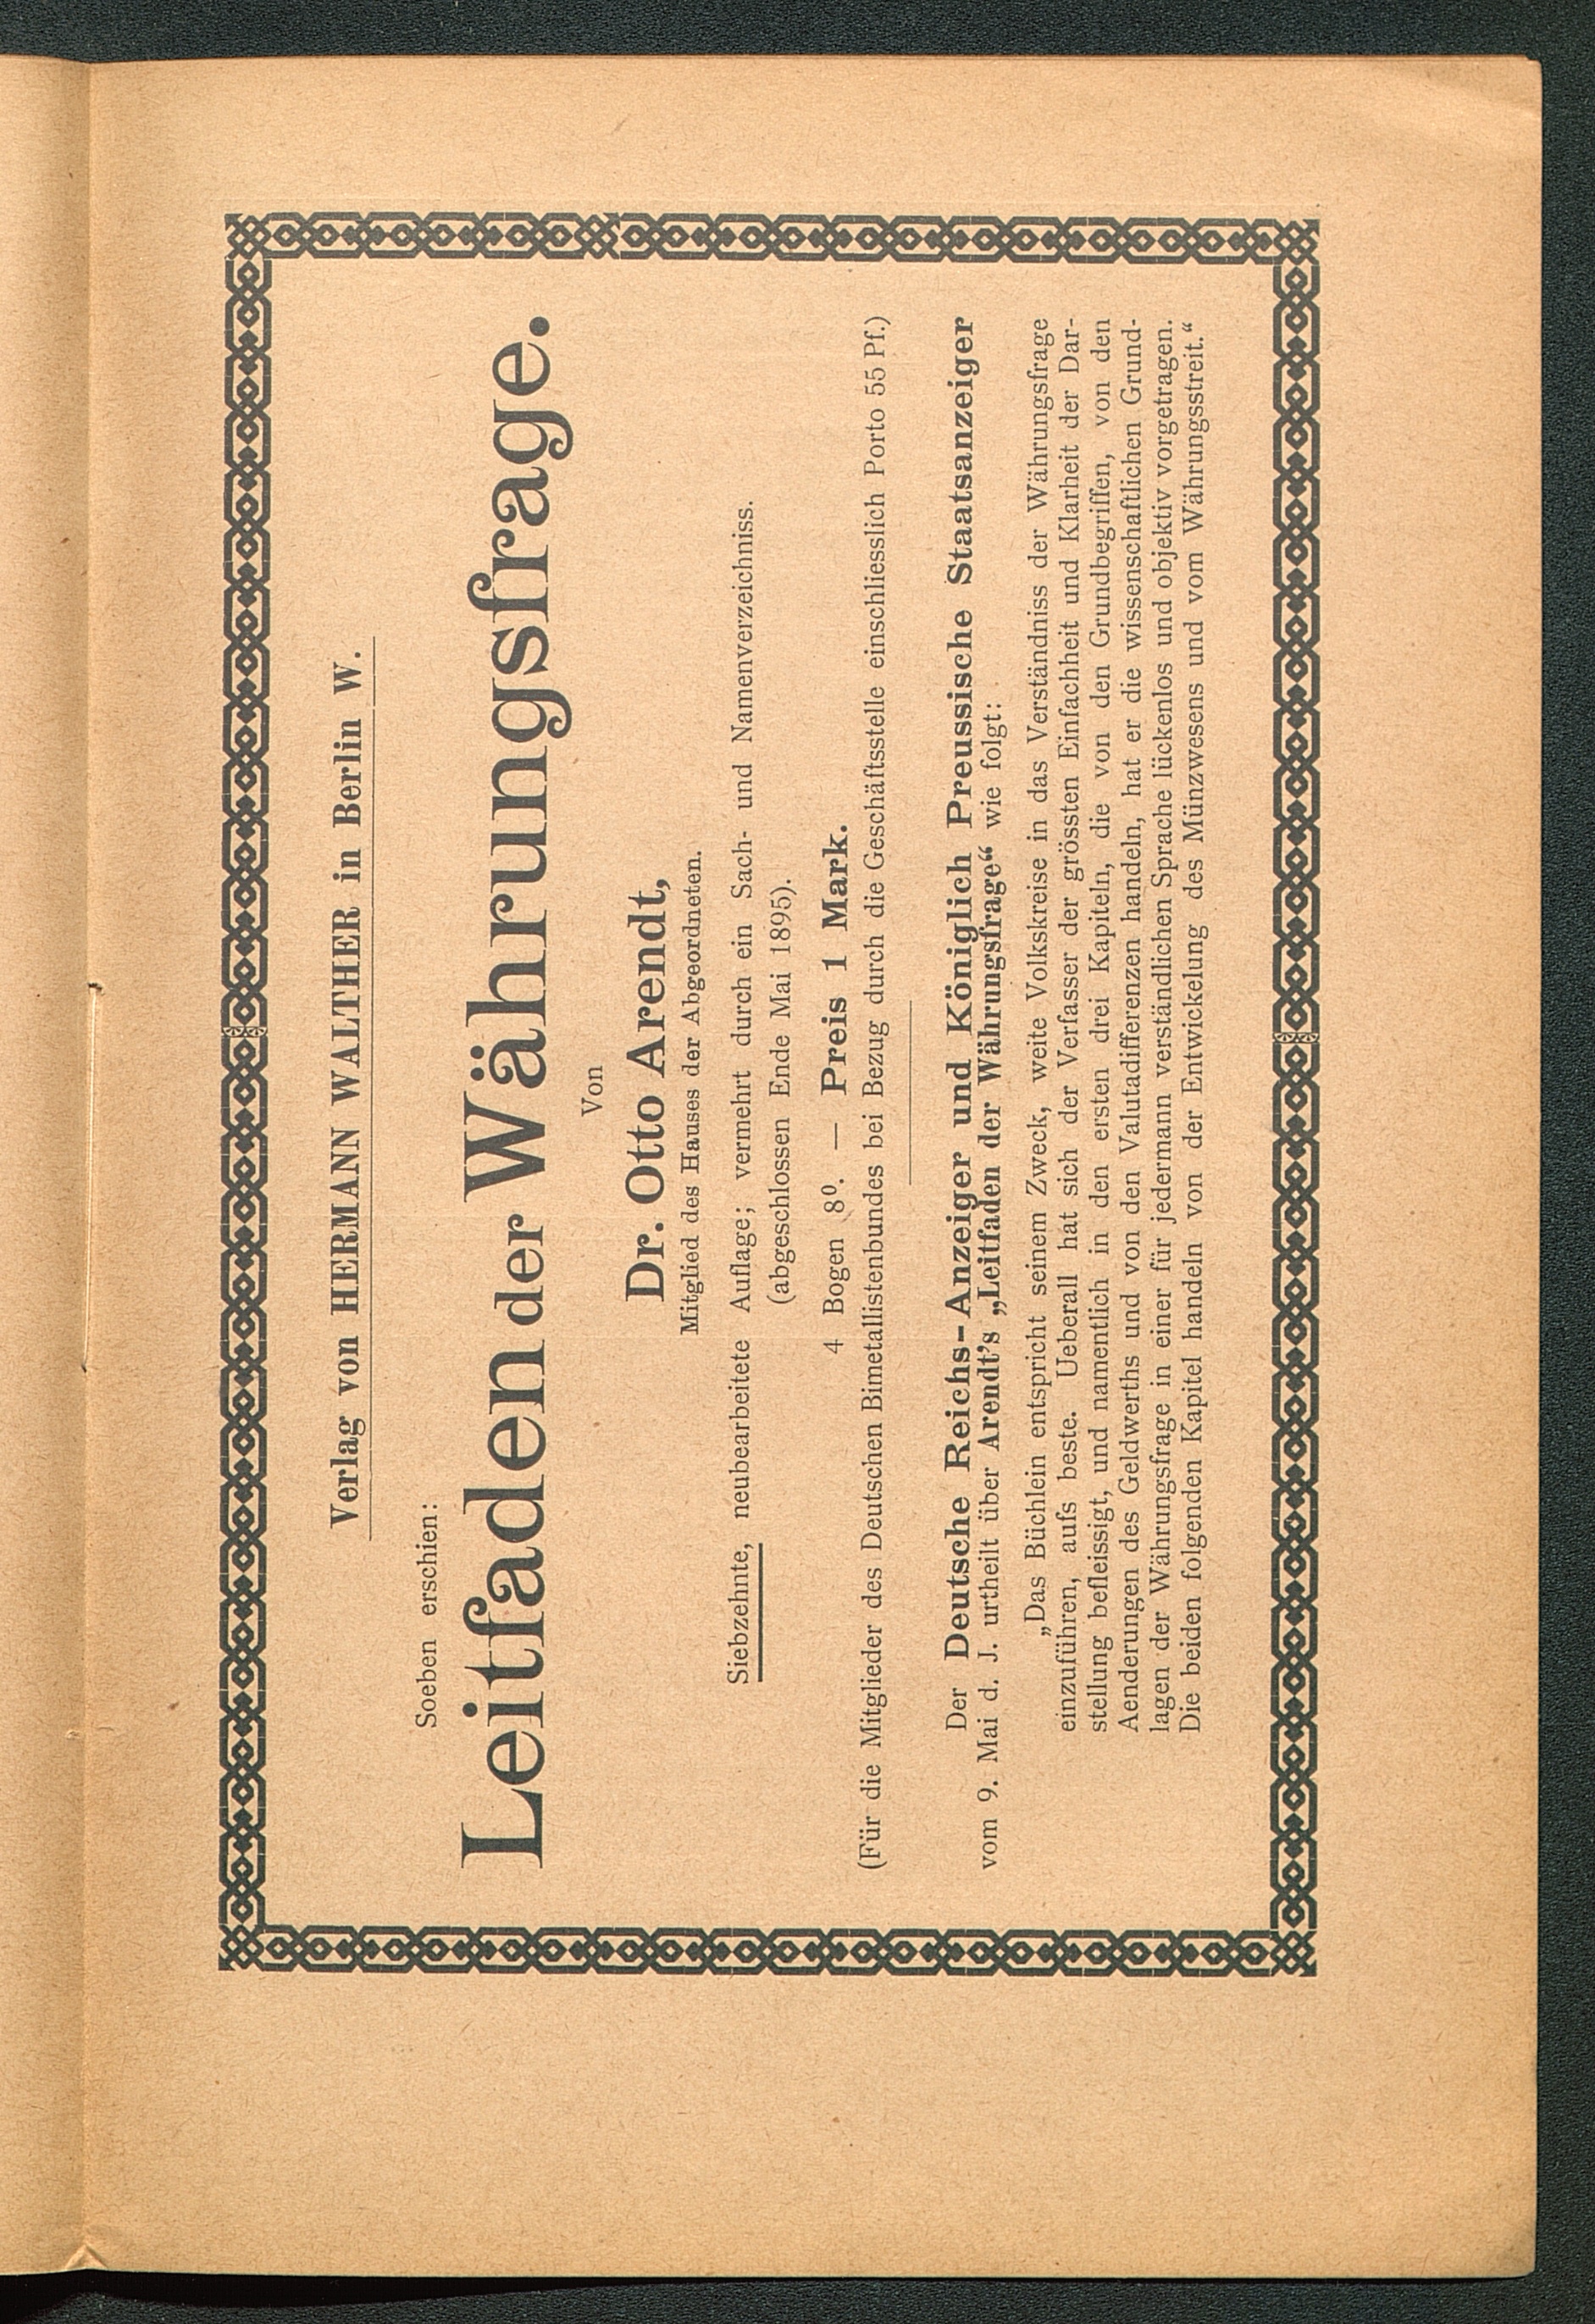 Verlag von HERMANN WALTHER in Berlin W.
Soeben erschien:
Leitfaden der Währungsfrage.
Von
Dr. Otto Arendt,
Mitglied des Hauses der Abgeordneten.
Siebzehnte, neubearbeitete Auflage; vermehrt durch ein Sach- und Namenverzeichniss.
(abgeschlossen Ende Mai 1895).
4 Bogen 8⁰. — Preis 1 Mark.
(Für die Mitglieder des Deutschen Bimetallistenbundes bei Bezug durch die Geschäftsstelle einschliesslich Porto 55 Pf.)
Der Deutsche Reichs-Anzeiger und Königlich Preussische Staatsanzeiger
vom 9. Mai d. J. urtheilt über Arendt's „Leitfaden der Währungsfrage“ wie folgt:
„Das Büchlein entspricht seinem Zweck, weite Volkskreise in das Verständniss der Währungsfrage
einzuführen, aufs beste. Ueberall hat sich der Verfasser der grössten Einfachheit und Klarheit der Dar-
stellung befleissigt, und namentlich in den ersten drei Kapiteln, die von den Grundbegriffen, von den
Aenderungen des Geldwerths und von den Valutadifferenzen handeln, hat er die wissenschaftlichen Grund-
lagen der Währungsfrage in einer für jedermann verständlichen Sprache lückenlos und objektiv vorgetragen.
Die beiden folgenden Kapitel handeln von der Entwickelung des Münzwesens und vom Währungsstreit.“